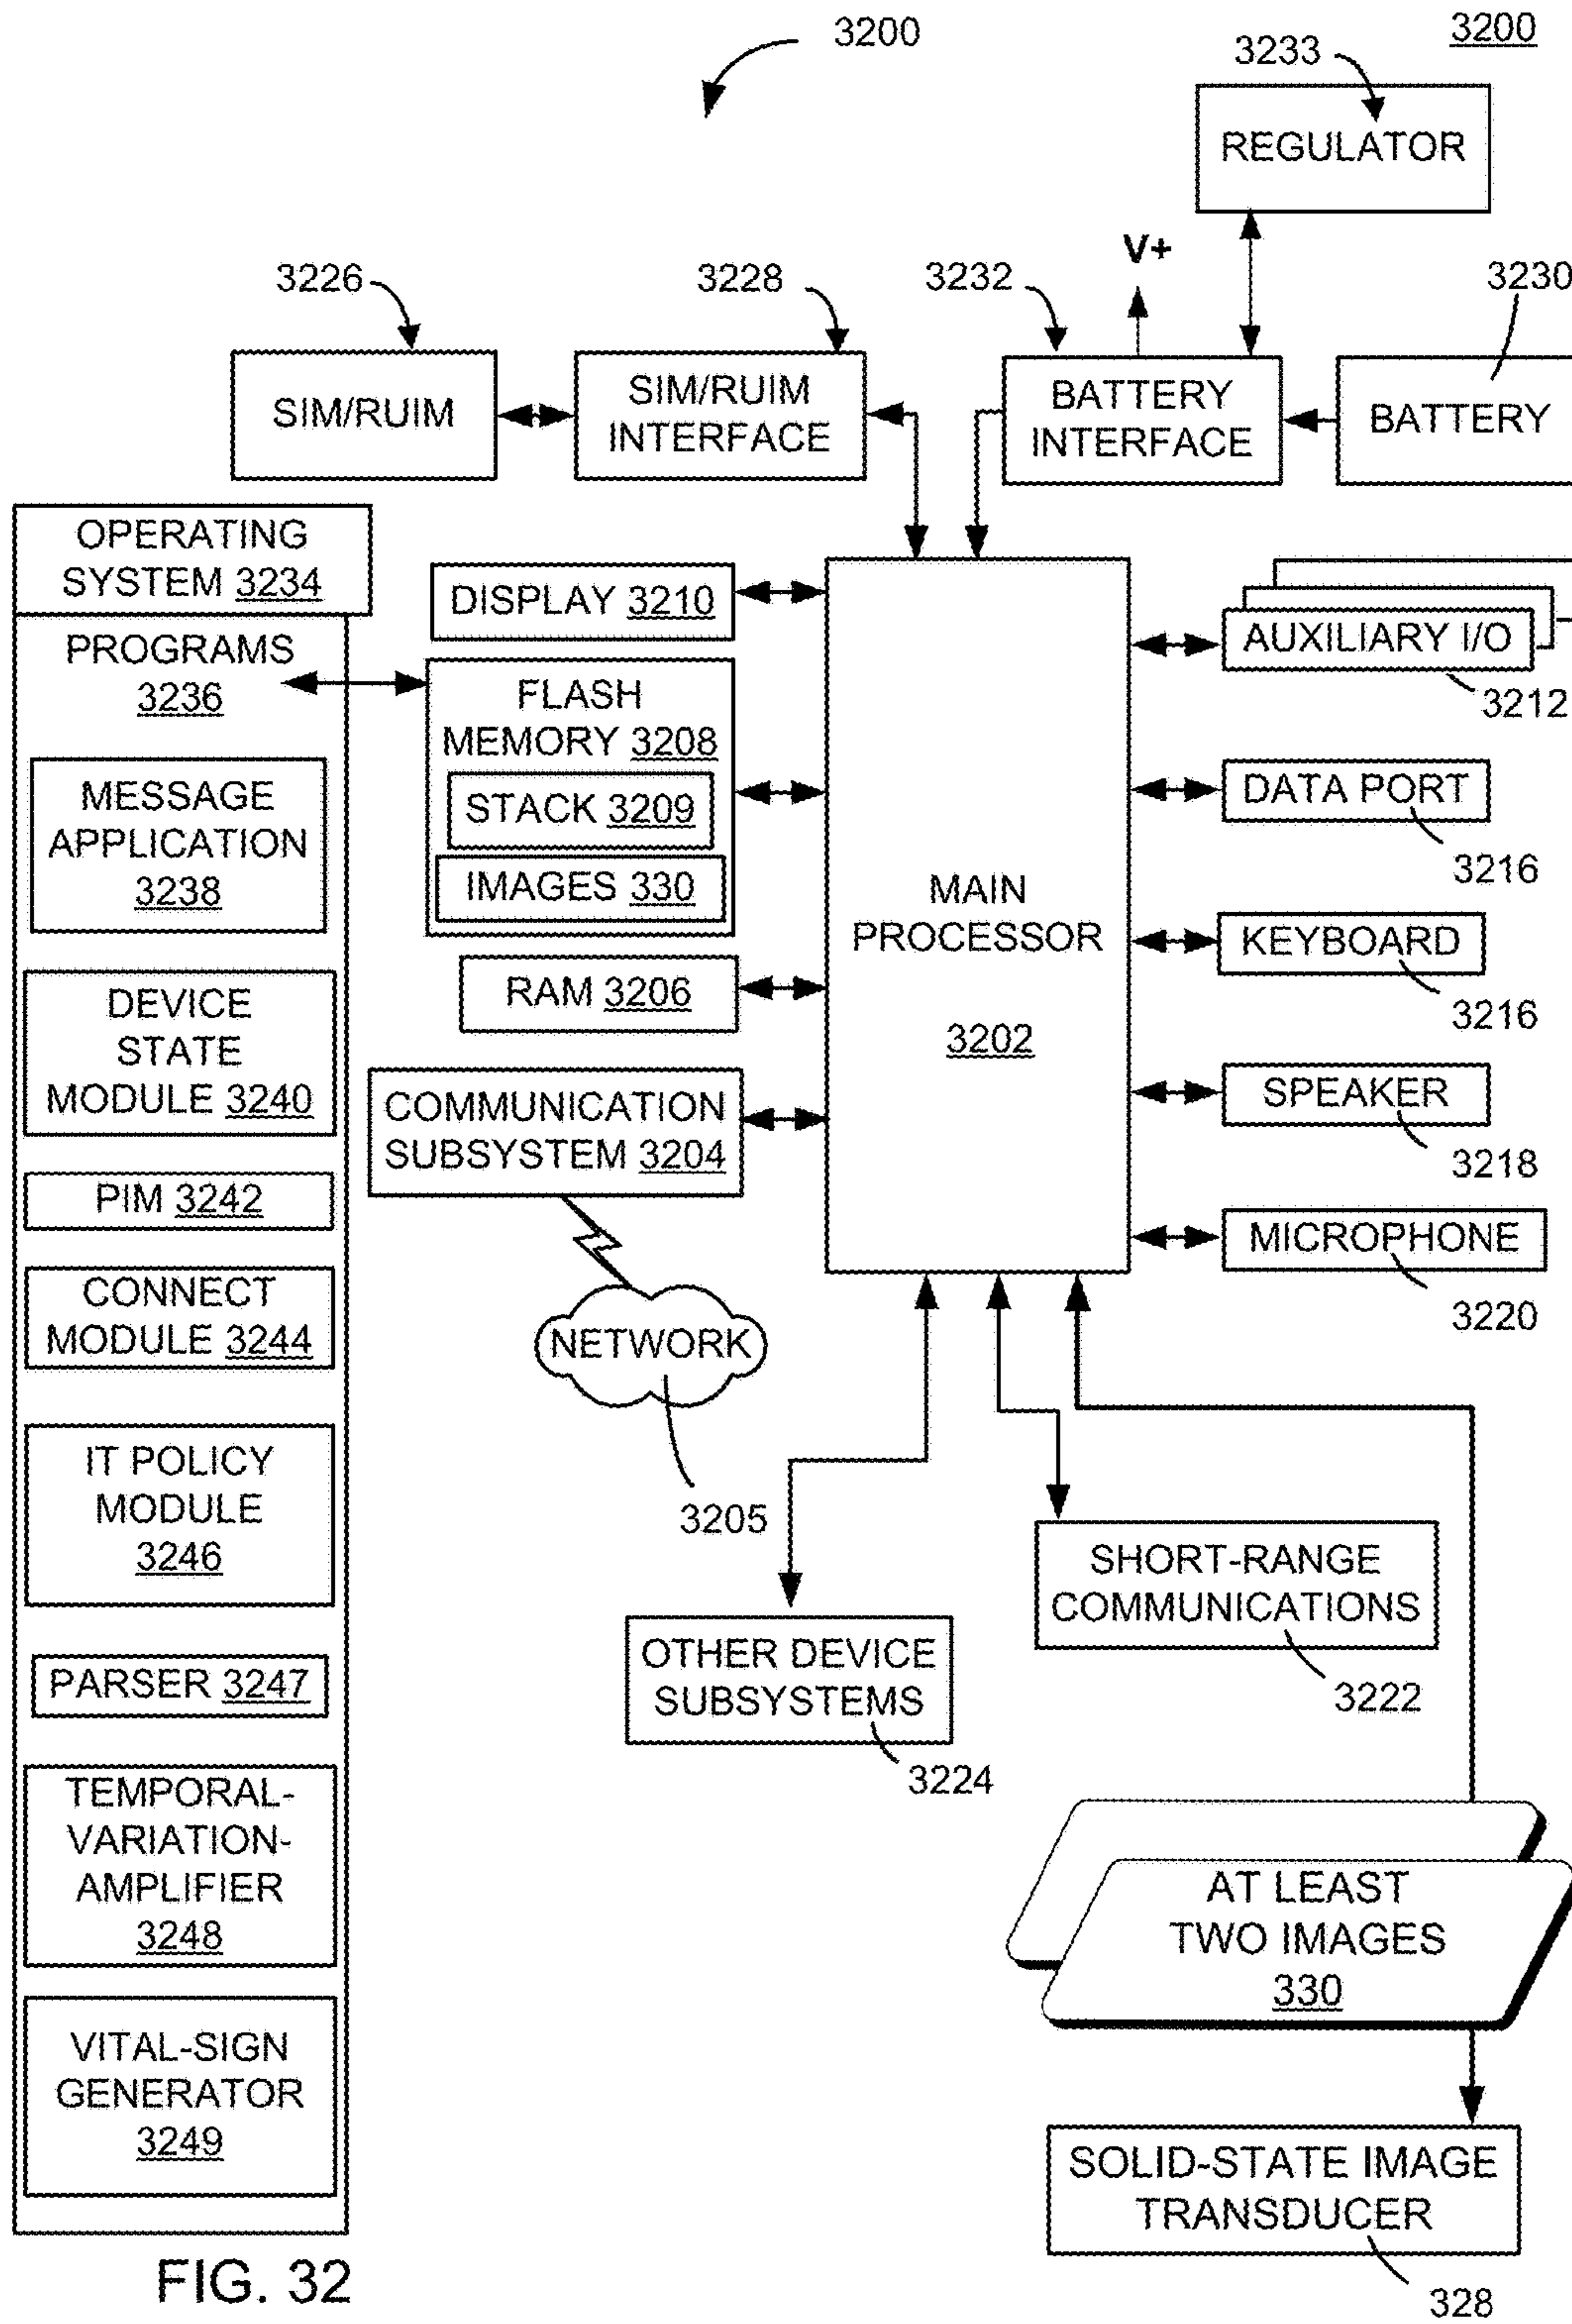 3200
3200
3233
REGULATOR
V+
3226
3228
3232
3230
SIM/RUIM
SIM/RUIM
INTERFACE
BATTERY
INTERFACE
BATTERY
OPERATING
SYSTEM 3234
PROGRAMS
3236
MESSAGE
APPLICATION
3238
DEVICE
STATE
MODULE 3240
PIM 3242
CONNECT
MODULE 3244
IT POLICY
MODULE
3246
PARSER 3247
TEMPORAL-
VARIATION-
AMPLIFIER
3248
VITAL-SIGN
GENERATOR
3249
DISPLAY 3210
FLASH
MEMORY 3208
STACK 3209
IMAGES 330
RAM 3206
COMMUNICATION
SUBSYSTEM 3204
NETWORK
3205
MAIN
PROCESSOR
3202
AUXILIARY I/O
3212
DATA PORT
3216
KEYBOARD
3216
SPEAKER
3218
MICROPHONE
3220
OTHER DEVICE
SUBSYSTEMS
3224
SHORT-RANGE
COMMUNICATIONS
3222
AT LEAST
TWO IMAGES
330
SOLID-STATE IMAGE
TRANSDUCER
328
FIG. 32